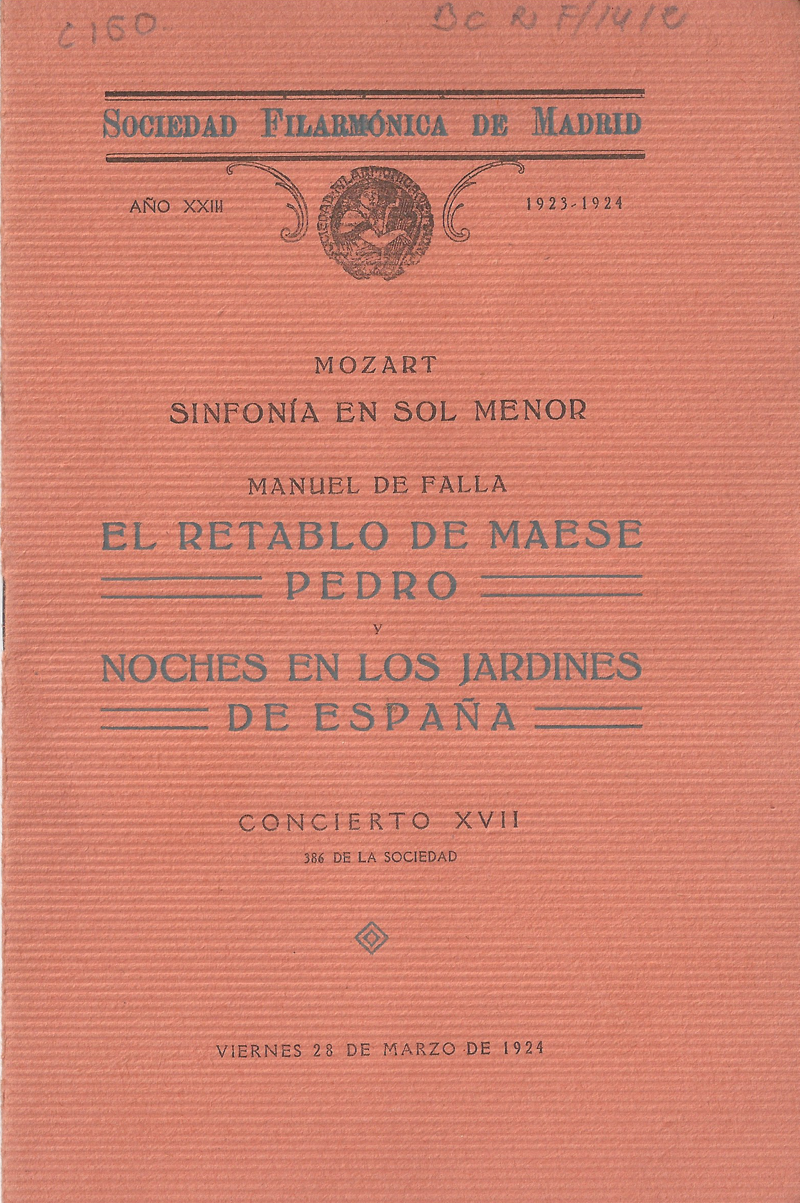 SOCIEDAD FILARMÓNICA DE MADRID
AÑO XXIII
1923-1924
MOZART
SINFONÍA EN SOL MENOR
MANUEL DE FALLA
EL RETABLO DE MAESE
PEDRO
Y
NOCHES EN LOS JARDINES
DE ESPAÑA
CONCIERTO XVII
386 DE LA SOCIEDAD
VIERNES 28 DE MARZO DE 1924